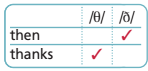 /θ/ /ð/
then ✓
thanks ✓